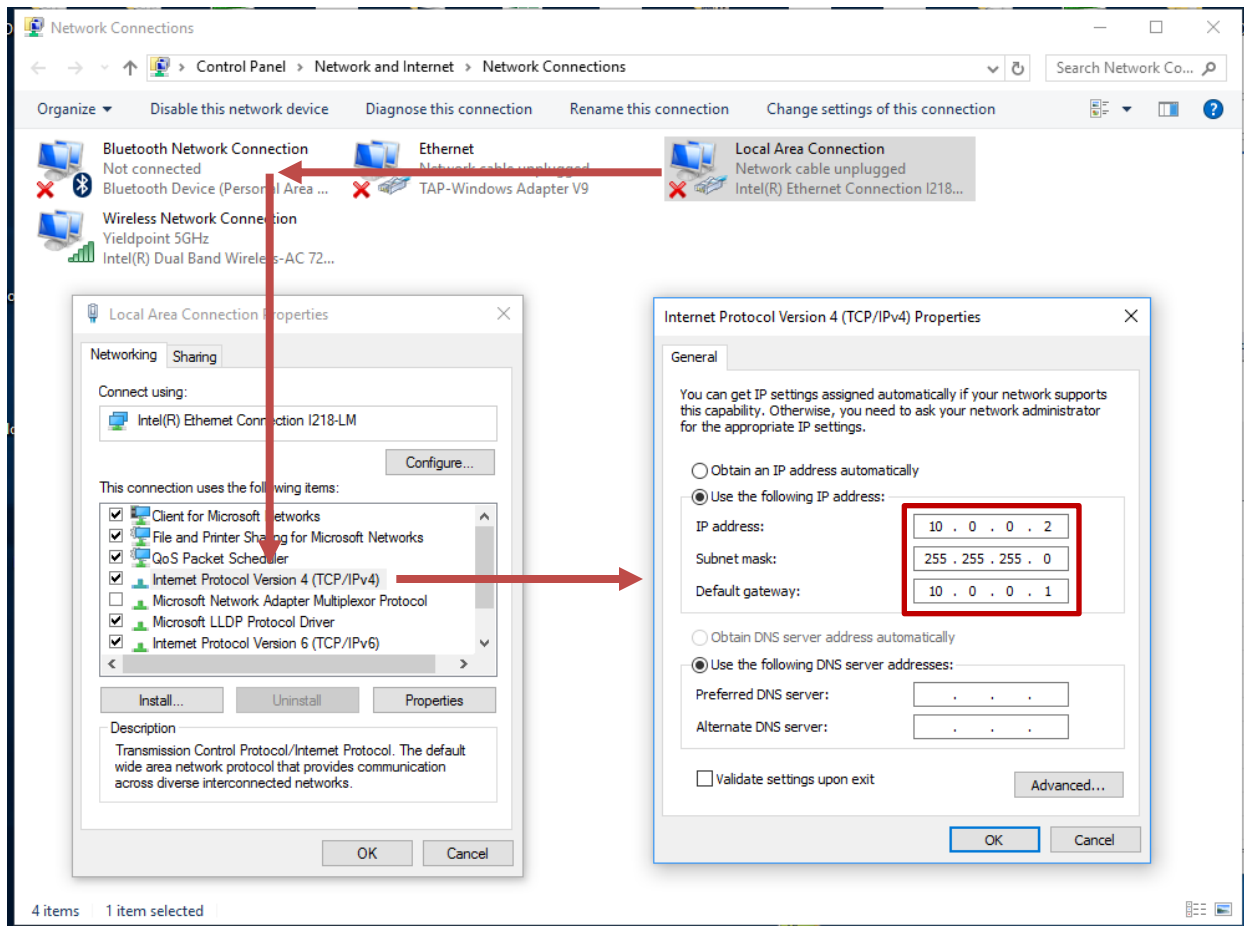 Network Connections
Control Panel > Network and Internet > Network Connections
Search Network Co...
Organize
Disable this network device
Diagnose this connection
Rename this connection
Change settings of this connection
Bluetooth Network Connection
Not connected
Bluetooth Device (Personal Area ...
Ethernet
Network cable unplugged
TAP-Windows Adapter V9
Local Area Connection
Network cable unplugged
Intel(R) Ethernet Connection I218...
Wireless Network Connection
Yieldpoint 5GHz
Intel(R) Dual Band Wireless-AC 72...
Local Area Connection Properties
Networking
Sharing
Connect using:
Intel(R) Ethernet Connection I218-LM
Configure...
This connection uses the following items:
Client for Microsoft Networks
File and Printer Sharing for Microsoft Networks
QoS Packet Scheduler
Internet Protocol Version 4 (TCP/IPv4)
Microsoft Network Adapter Multiplexor Protocol
Microsoft LLDP Protocol Driver
Internet Protocol Version 6 (TCP/IPv6)
Install...
Uninstall
Properties
Description
Transmission Control Protocol/Internet Protocol. The default
wide area network protocol that provides communication
across diverse interconnected networks.
OK
Cancel
Internet Protocol Version 4 (TCP/IPv4) Properties
General
You can get IP settings assigned automatically if your network supports
this capability. Otherwise, you need to ask your network administrator
for the appropriate IP settings.
Obtain an IP address automatically
Use the following IP address:
IP address: 10 . 0 . 0 . 2
Subnet mask: 255 . 255 . 255 . 0
Default gateway: 10 . 0 . 0 . 1
Obtain DNS server address automatically
Use the following DNS server addresses:
Preferred DNS server: . . .
Alternate DNS server: . . .
Validate settings upon exit
Advanced...
OK
Cancel
4 items
1 item selected